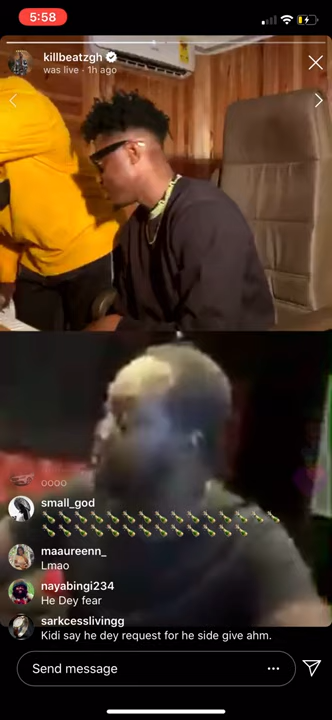 5:58
killbeatzgh
was live · 1h ago
oooo
small_god
🍾🍾🍾🍾🍾🍾🍾🍾🍾🍾🍾🍾🍾🍾🍾
🍾🍾🍾🍾🍾🍾🍾🍾🍾🍾🍾🍾🍾
maaureenn_
Lmao
nayabingi234
He Dey fear
sarkcesslivingg
Kidi say he dey request for he side give ahm.
Send message